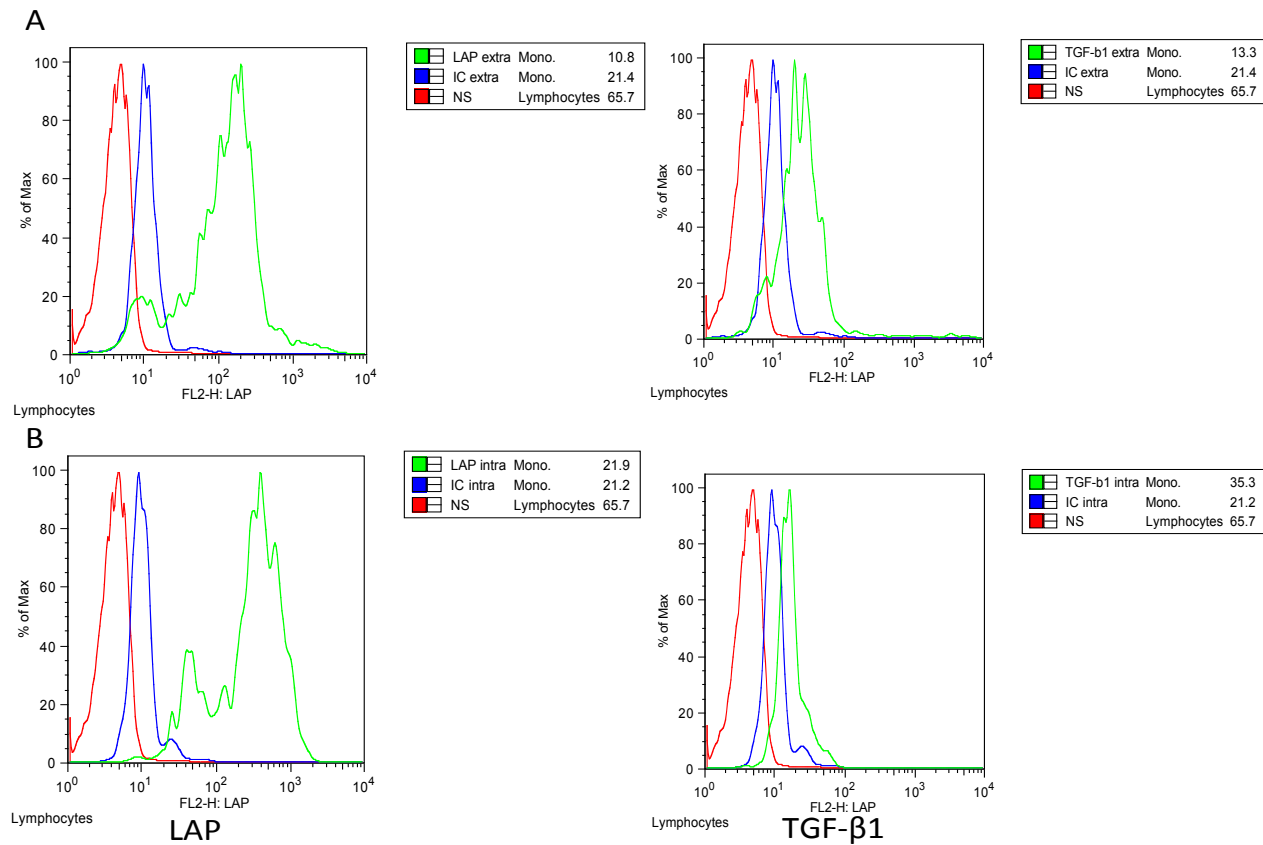 A
LAP extra Mono. 10.8
IC extra Mono. 21.4
NS Lymphocytes 65.7
100
80
60
40
20
0
% of Max
10^0 10^1 10^2 10^3 10^4
FL2-H: LAP
Lymphocytes
TGF-b1 extra Mono. 13.3
IC extra Mono. 21.4
NS Lymphocytes 65.7
100
80
60
40
20
0
% of Max
10^0 10^1 10^2 10^3 10^4
FL2-H: LAP
Lymphocytes
B
LAP intra Mono. 21.9
IC intra Mono. 21.2
NS Lymphocytes 65.7
100
80
60
40
20
0
% of Max
10^0 10^1 10^2 10^3 10^4
FL2-H: LAP
Lymphocytes
LAP
TGF-b1 intra Mono. 35.3
IC intra Mono. 21.2
NS Lymphocytes 65.7
100
80
60
40
20
0
% of Max
10^0 10^1 10^2 10^3 10^4
FL2-H: LAP
Lymphocytes
TGF-β1